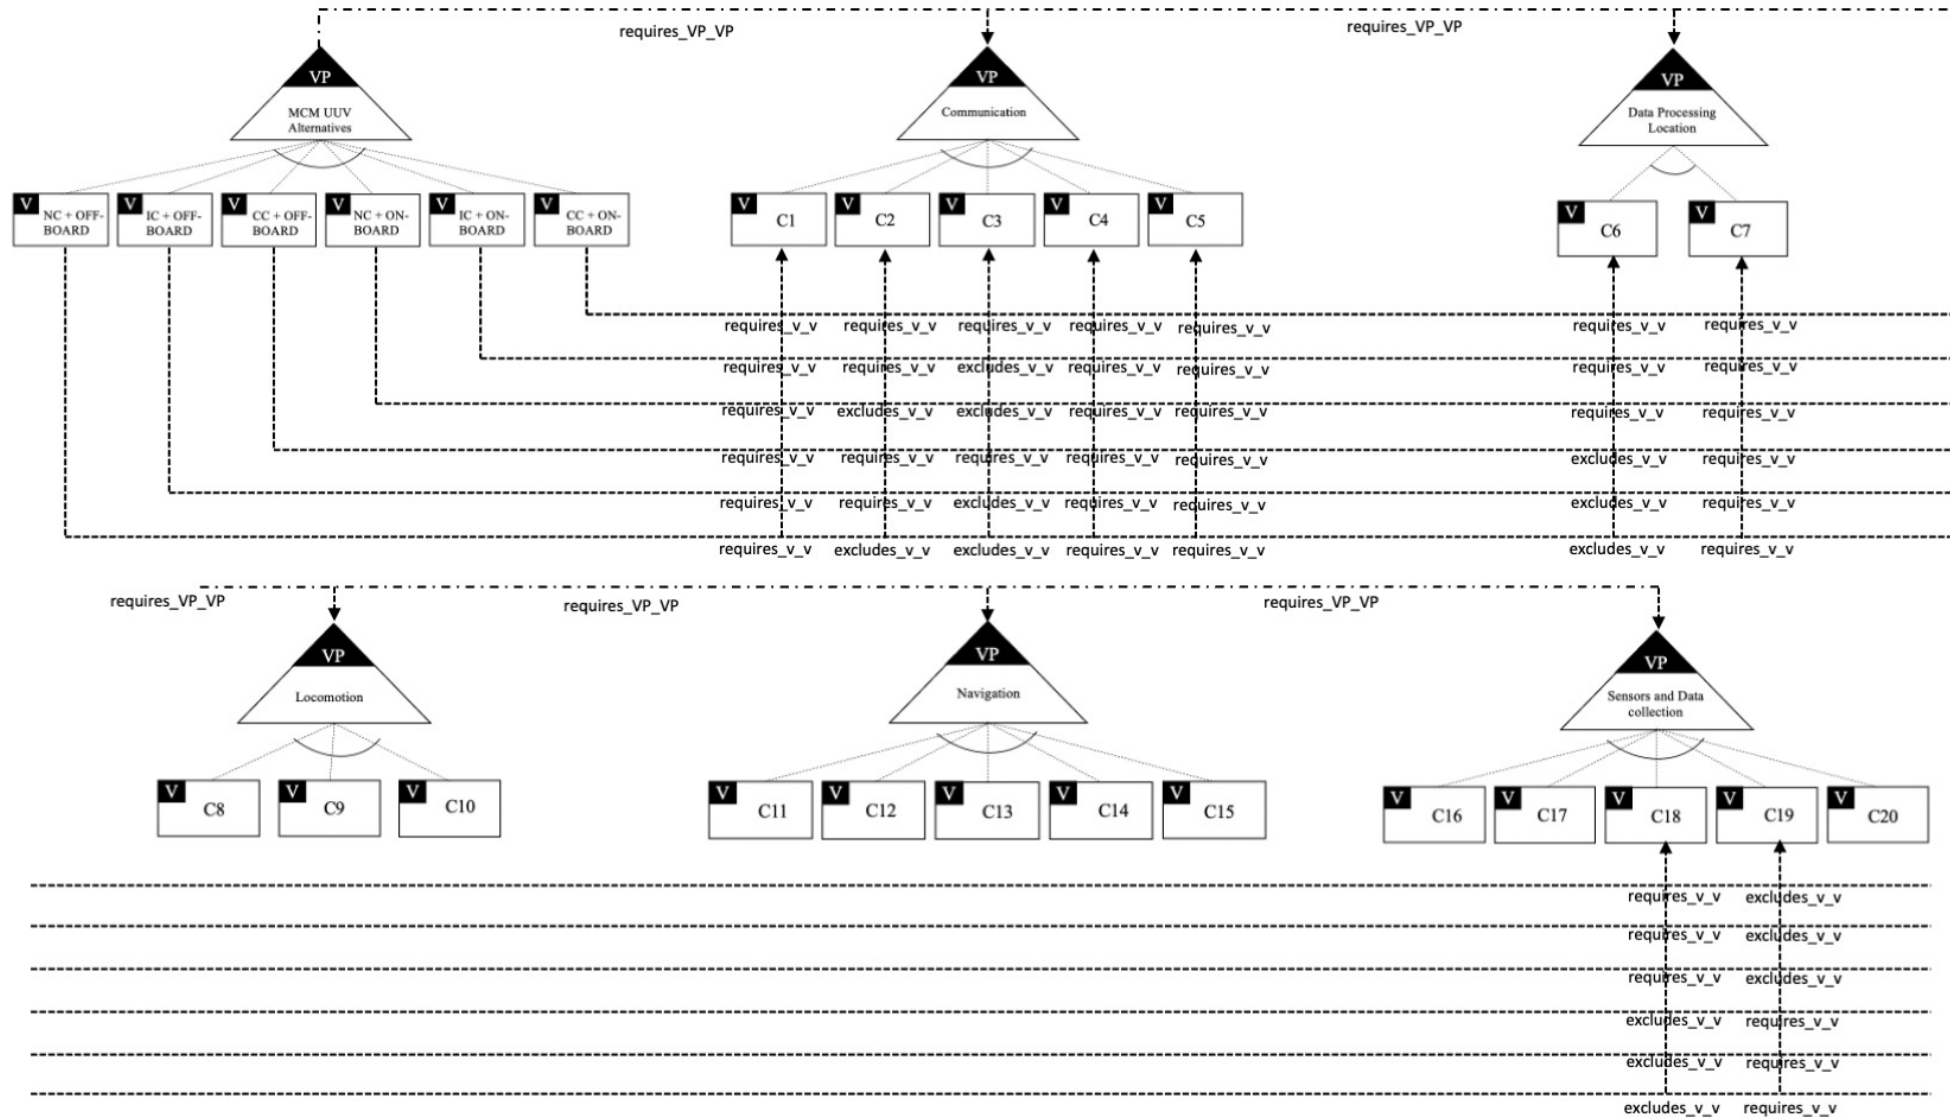 requires_VP_VP
requires_VP_VP
VP
VP
VP
MCM UUV
Alternatives
Communication
Data Processing
Location
V NC + OFF-
BOARD
V IC + OFF-
BOARD
V CC + OFF-
BOARD
V NC + ON-
BOARD
V IC + ON-
BOARD
V CC + ON-
BOARD
V C1
V C2
V C3
V C4
V C5
V C6
V C7
requires_v_v requires_v_v requires_v_v requires_v_v requires_v_v requires_v_v requires_v_v
requires_v_v requires_v_v excludes_v_v requires_v_v requires_v_v requires_v_v requires_v_v
requires_v_v excludes_v_v excludes_v_v requires_v_v requires_v_v requires_v_v requires_v_v
requires_v_v requires_v_v requires_v_v requires_v_v requires_v_v excludes_v_v requires_v_v
requires_v_v requires_v_v excludes_v_v requires_v_v requires_v_v excludes_v_v requires_v_v
requires_v_v excludes_v_v excludes_v_v requires_v_v requires_v_v excludes_v_v requires_v_v
requires_VP_VP
requires_VP_VP
requires_VP_VP
VP
VP
VP
Locomotion
Navigation
Sensors and Data
collection
V C8
V C9
V C10
V C11
V C12
V C13
V C14
V C15
V C16
V C17
V C18
V C19
V C20
requires_v_v excludes_v_v
requires_v_v excludes_v_v
requires_v_v excludes_v_v
excludes_v_v requires_v_v
excludes_v_v requires_v_v
excludes_v_v requires_v_v